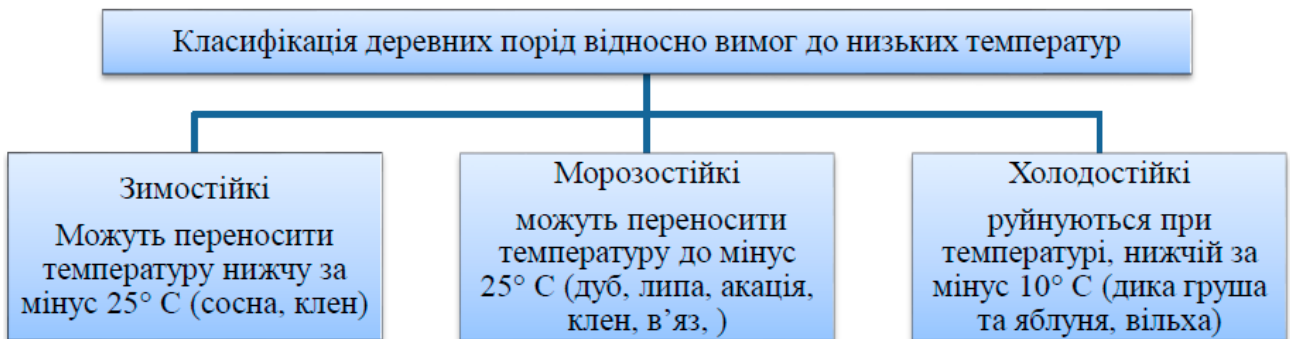 Класифікація деревних порід відносно вимог до низьких температур
Зимостійкі
Можуть переносити
температуру нижчу за
мінус 25° С (сосна, клен)
Морозостійкі
можуть переносити
температуру до мінус
25° С (дуб, липа, акація,
клен, в’яз, )
Холодостійкі
руйнуються при
температурі, нижчій за
мінус 10° С (дика груша
та яблуня, вільха)